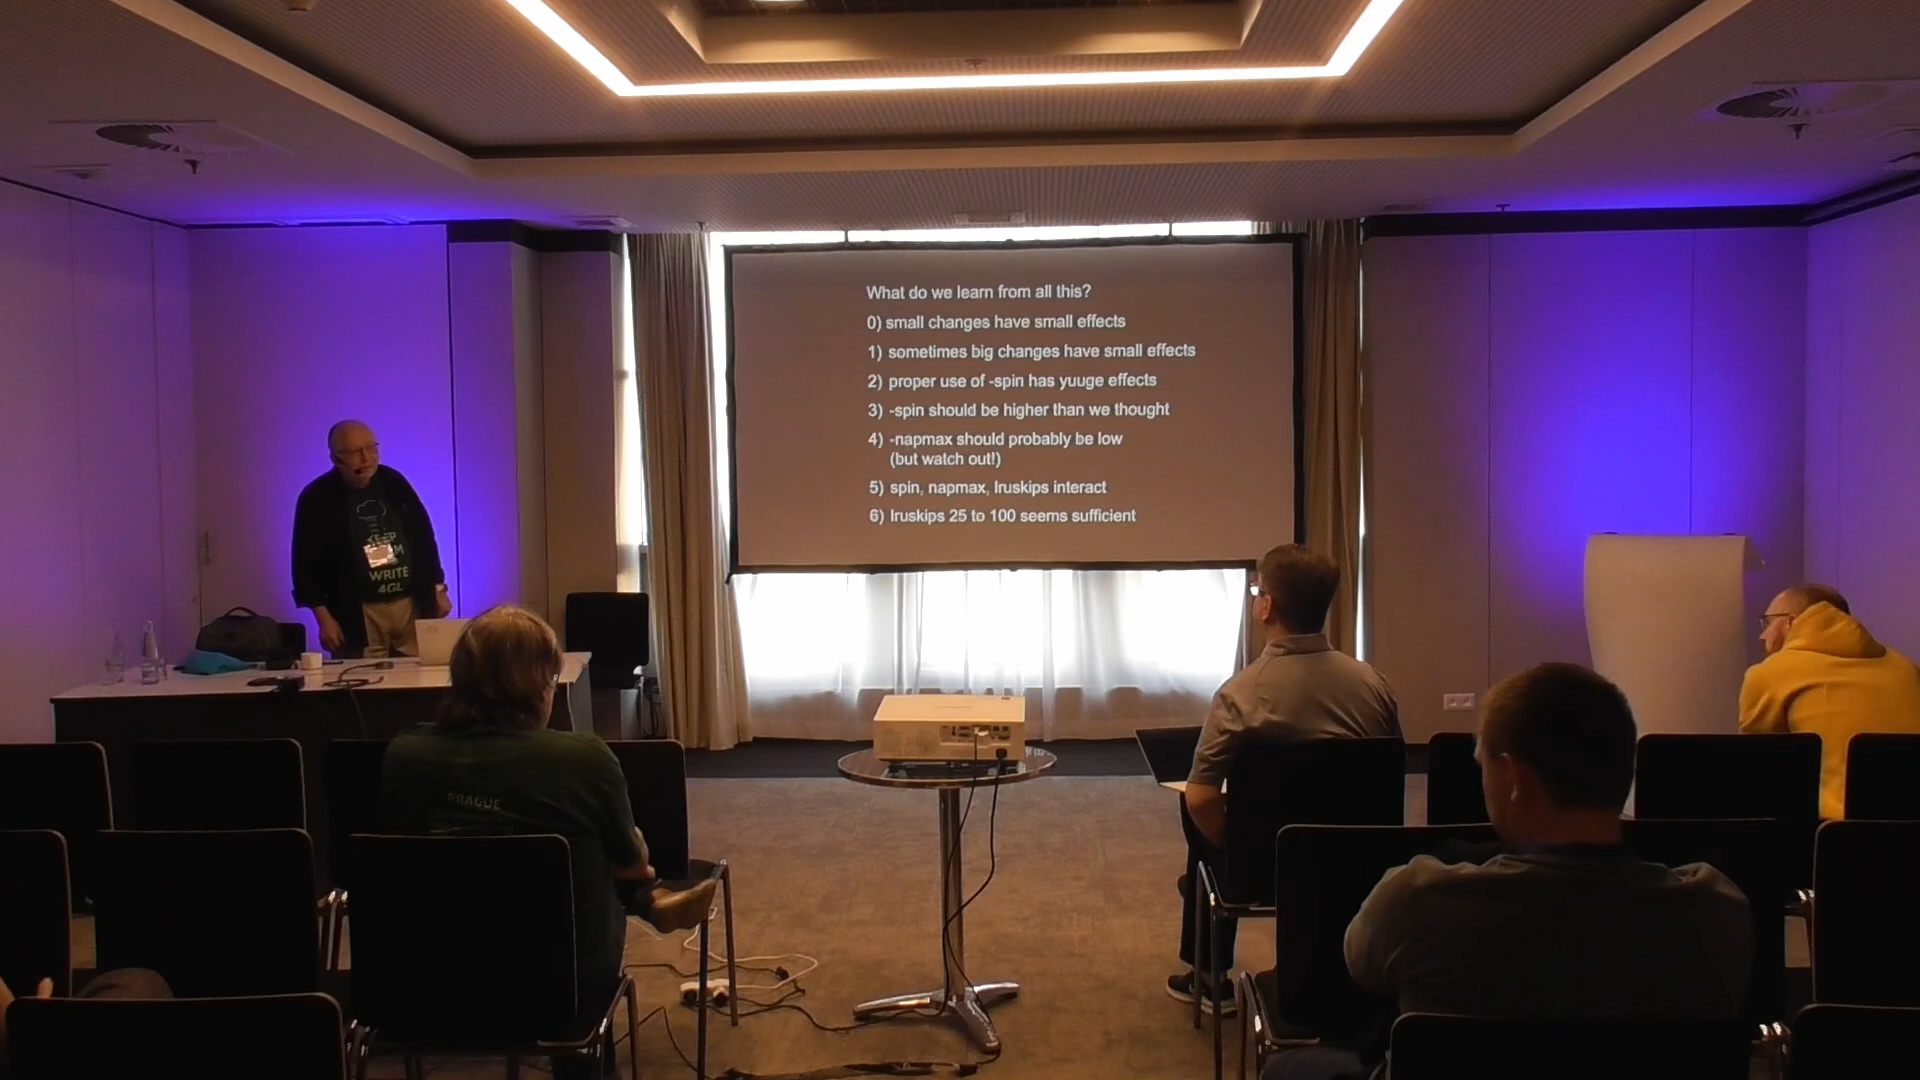 What do we learn from all this?
0) small changes have small effects
1) sometimes big changes have small effects
2) proper use of -spin has yuuge effects
3) -spin should be higher than we thought
4) -napmax should probably be low
(but watch out!)
5) spin, napmax, lruskips interact
6) lruskips 25 to 100 seems sufficient
KEEP
WRITE
4GL
PRAGUE